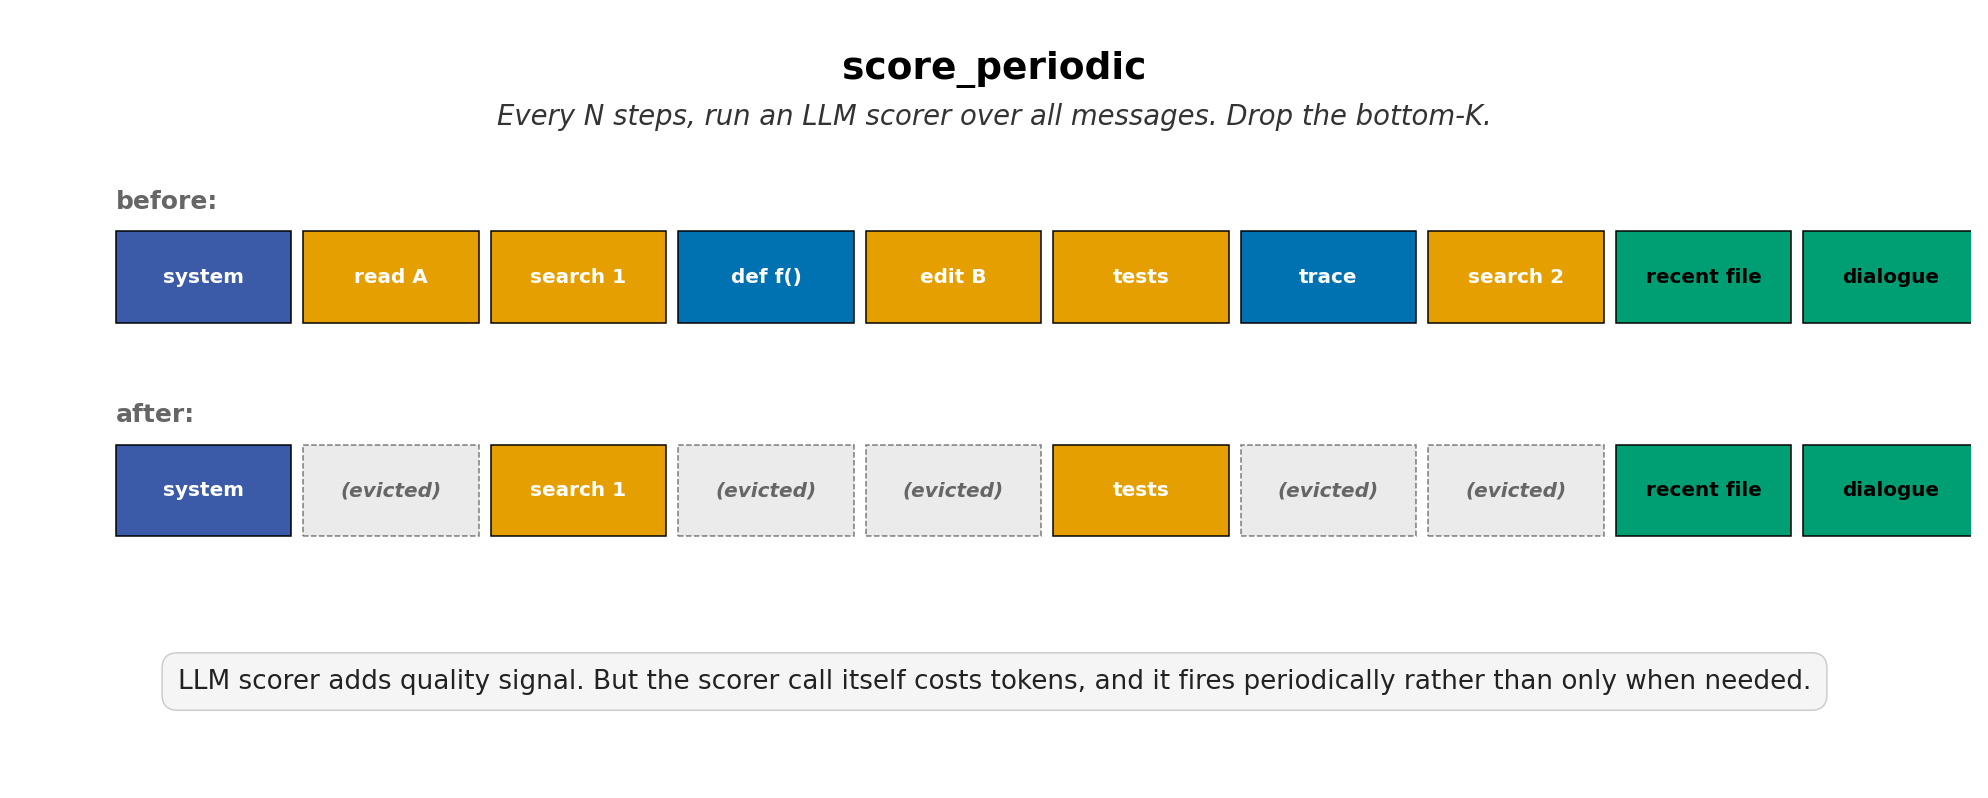 score_periodic
Every N steps, run an LLM scorer over all messages. Drop the bottom-K.
before:
system read A search 1 def f() edit B tests trace search 2 recent file dialogue
after:
system (evicted) search 1 (evicted) (evicted) tests (evicted) (evicted) recent file dialogue
LLM scorer adds quality signal. But the scorer call itself costs tokens, and it fires periodically rather than only when needed.